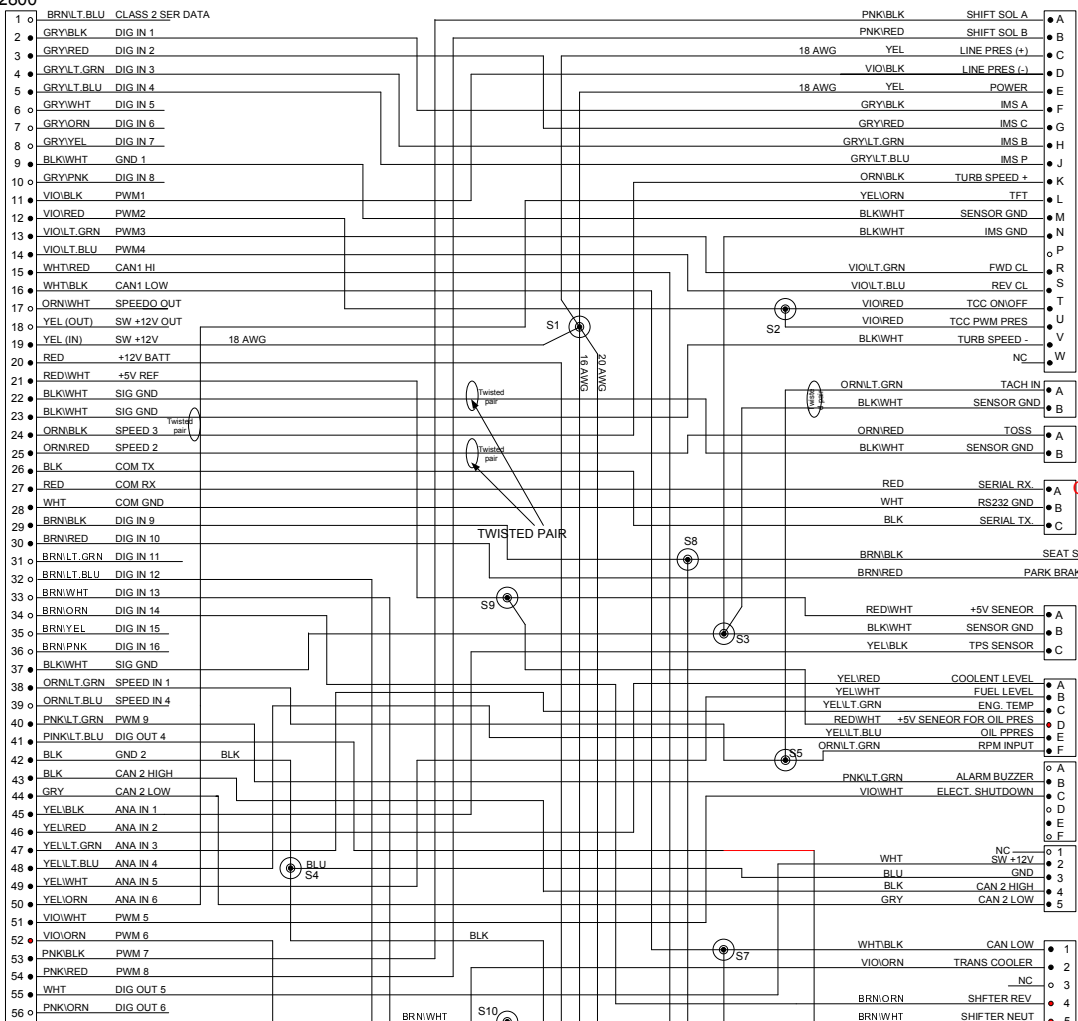 1 BRN\LT.BLU CLASS 2 SER DATA
2 GRY\BLK DIG IN 1
3 GRY\RED DIG IN 2
4 GRY\LT.GRN DIG IN 3
5 GRY\LT.BLU DIG IN 4
6 GRY\WHT DIG IN 5
7 GRY\ORN DIG IN 6
8 GRY\YEL DIG IN 7
9 BLK\WHT GND 1
10 GRY\PNK DIG IN 8
11 VIO\BLK PWM1
12 VIO\RED PWM2
13 VIO\LT.GRN PWM3
14 VIO\LT.BLU PWM4
15 WHT\RED CAN1 HI
16 WHT\BLK CAN1 LOW
17 ORN\WHT SPEEDO OUT
18 YEL (OUT) SW +12V OUT
19 YEL (IN) SW +12V 18 AWG
20 RED +12V BATT
21 RED\WHT +5V REF
22 BLK\WHT SIG GND
23 BLK\WHT SIG GND
24 ORN\BLK SPEED 3
25 ORN\RED SPEED 2
26 BLK COM TX
27 RED COM RX
28 WHT COM GND
29 BRN\BLK DIG IN 9
30 BRN\RED DIG IN 10
31 BRN\LT.GRN DIG IN 11
32 BRN\LT.BLU DIG IN 12
33 BRN\WHT DIG IN 13
34 BRN\ORN DIG IN 14
35 BRN\YEL DIG IN 15
36 BRN\PNK DIG IN 16
37 BLK\WHT SIG GND
38 ORN\LT.GRN SPEED IN 1
39 ORN\LT.BLU SPEED IN 4
40 PNK\LT.GRN PWM 9
41 PINK\LT.BLU DIG OUT 4
42 BLK GND 2 BLK
43 BLK CAN 2 HIGH
44 GRY CAN 2 LOW
45 YEL\BLK ANA IN 1
46 YEL\RED ANA IN 2
47 YEL\LT.GRN ANA IN 3
48 YEL\LT.BLU ANA IN 4
49 YEL\WHT ANA IN 5
50 YEL\ORN ANA IN 6
51 VIO\WHT PWM 5
52 VIO\ORN PWM 6
53 PNK\BLK PWM 7
54 PNK\RED PWM 8
55 WHT DIG OUT 5
56 PNK\ORN DIG OUT 6
Twisted
pair
Twisted
pair
Twisted
pair
TWISTED PAIR
S1
16 AWG
20 AWG
S2
S8
S9
S3
S5
BLU
S4
BLK
S7
BRN\WHT
S10
PNK\BLK SHIFT SOL A A
PNK\RED SHIFT SOL B B
18 AWG YEL LINE PRES (+) C
VIO\BLK LINE PRES (-) D
18 AWG YEL POWER E
GRY\BLK IMS A F
GRY\RED IMS C G
GRY\LT.GRN IMS B H
GRY\LT.BLU IMS P J
ORN\BLK TURB SPEED + K
YEL\ORN TFT L
BLK\WHT SENSOR GND M
BLK\WHT IMS GND N
P
VIO\LT.GRN FWD CL R
VIO\LT.BLU REV CL S
VIO\RED TCC ON\OFF T
VIO\RED TCC PWM PRES U
BLK\WHT TURB SPEED - V
NC W
ORN\LT.GRN TACH IN A
BLK\WHT SENSOR GND B
ORN\RED TOSS A
BLK\WHT SENSOR GND B
RED SERIAL RX. A
WHT RS232 GND B
BLK SERIAL TX. C
BRN\BLK SEAT S
BRN\RED PARK BRAK
RED\WHT +5V SENEOR A
BLK\WHT SENSOR GND B
YEL\BLK TPS SENSOR C
YEL\RED COOLENT LEVEL A
YEL\WHT FUEL LEVEL B
YEL\LT.GRN ENG. TEMP C
RED\WHT +5V SENEOR FOR OIL PRES D
YEL\LT.BLU OIL PPRES E
ORN\LT.GRN RPM INPUT F
A
PNK\LT.GRN ALARM BUZZER B
VIO\WHT ELECT. SHUTDOWN C
D
E
F
NC 1
WHT SW +12V 2
BLU GND 3
BLK CAN 2 HIGH 4
GRY CAN 2 LOW 5
WHT\BLK CAN LOW 1
VIO\ORN TRANS COOLER 2
NC 3
BRN\ORN SHFTER REV 4
BRN\WHT SHIFTER NEUT 5